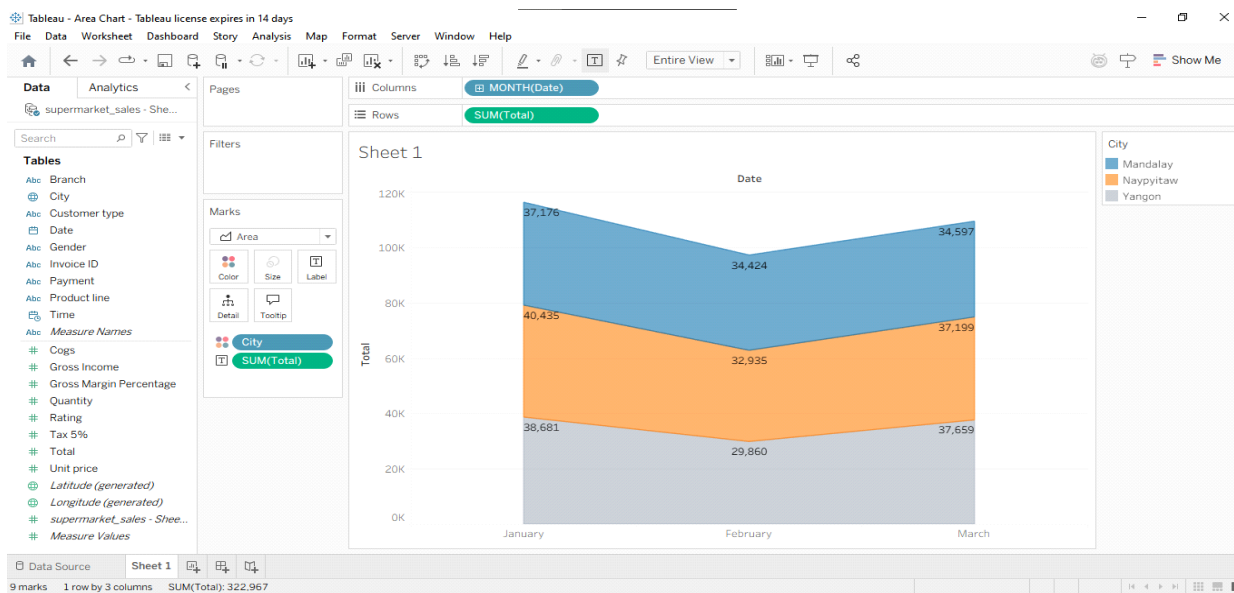 Tableau - Area Chart - Tableau license expires in 14 days
File Data Worksheet Dashboard Story Analysis Map Format Server Window Help
Entire View
Show Me
Data Analytics
supermarket_sales - She...
Search
Tables
Abc Branch
City
Abc Customer type
Date
Abc Gender
Abc Invoice ID
Abc Payment
Abc Product line
Time
Abc Measure Names
# Cogs
# Gross Income
# Gross Margin Percentage
# Quantity
# Rating
# Tax 5%
# Total
# Unit price
Latitude (generated)
Longitude (generated)
# supermarket_sales - Shee...
# Measure Values
Pages
Filters
Marks
Area
Color Size Label
Detail Tooltip
City
SUM(Total)
Columns MONTH(Date)
Rows SUM(Total)
Sheet 1
Date
Total
120K
100K
80K
60K
40K
20K
0K
37,176
34,424
34,597
40,435
32,935
37,199
38,681
29,860
37,659
January February March
City
Mandalay
Naypyitaw
Yangon
Data Source Sheet 1
9 marks 1 row by 3 columns SUM(Total): 322,967